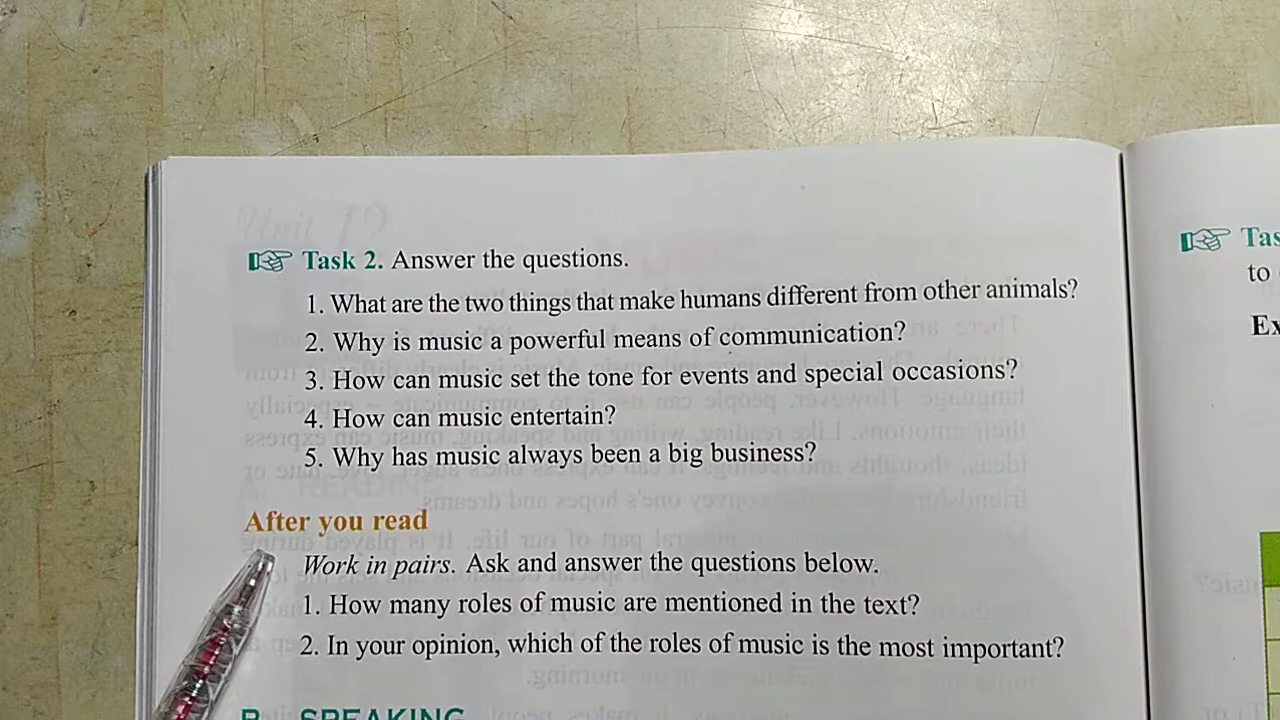 Task 2. Answer the questions.
1. What are the two things that make humans different from other animals?
2. Why is music a powerful means of communication?
3. How can music set the tone for events and special occasions?
4. How can music entertain?
5. Why has music always been a big business?
After you read
Work in pairs. Ask and answer the questions below.
1. How many roles of music are mentioned in the text?
2. In your opinion, which of the roles of music is the most important?
B. SPEAKING
to